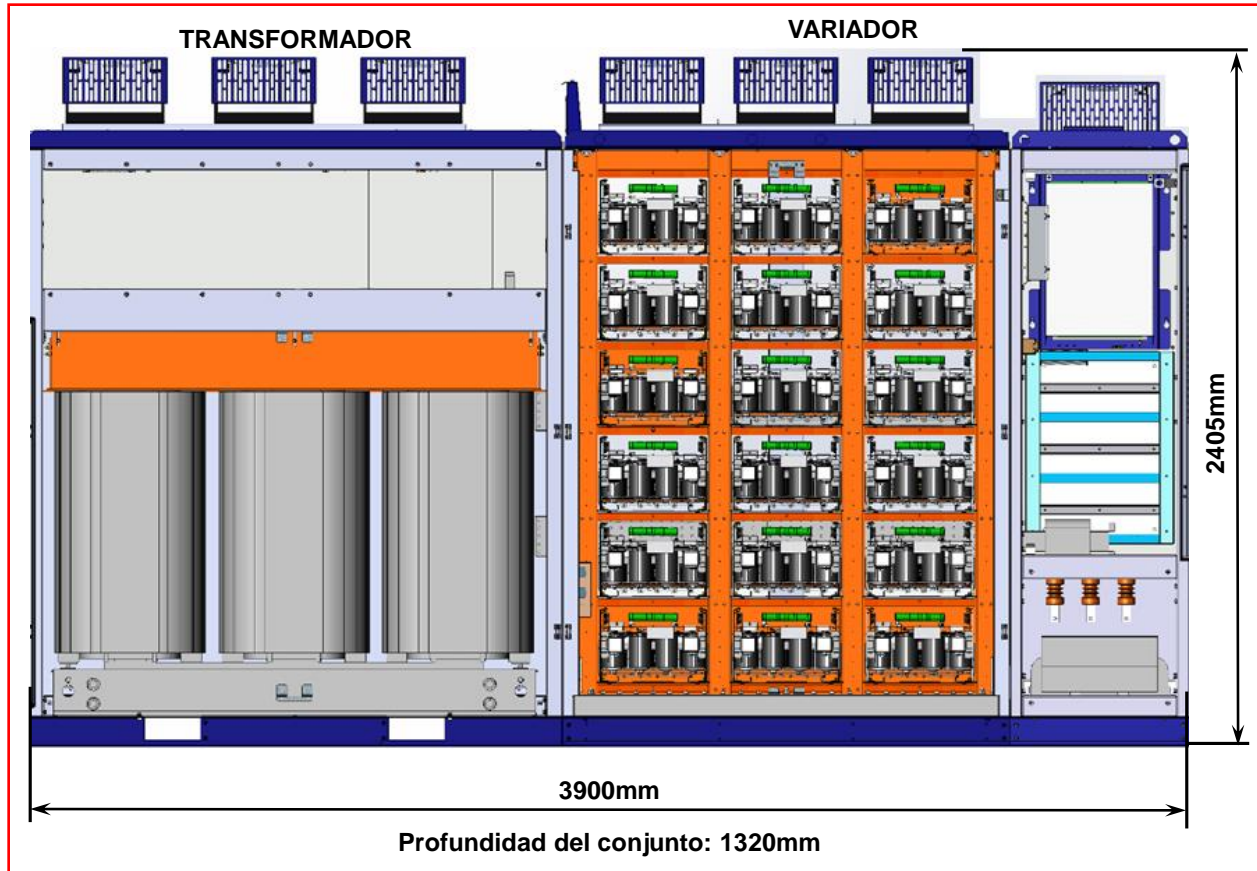 TRANSFORMADOR
VARIADOR
2405mm
3900mm
Profundidad del conjunto: 1320mm